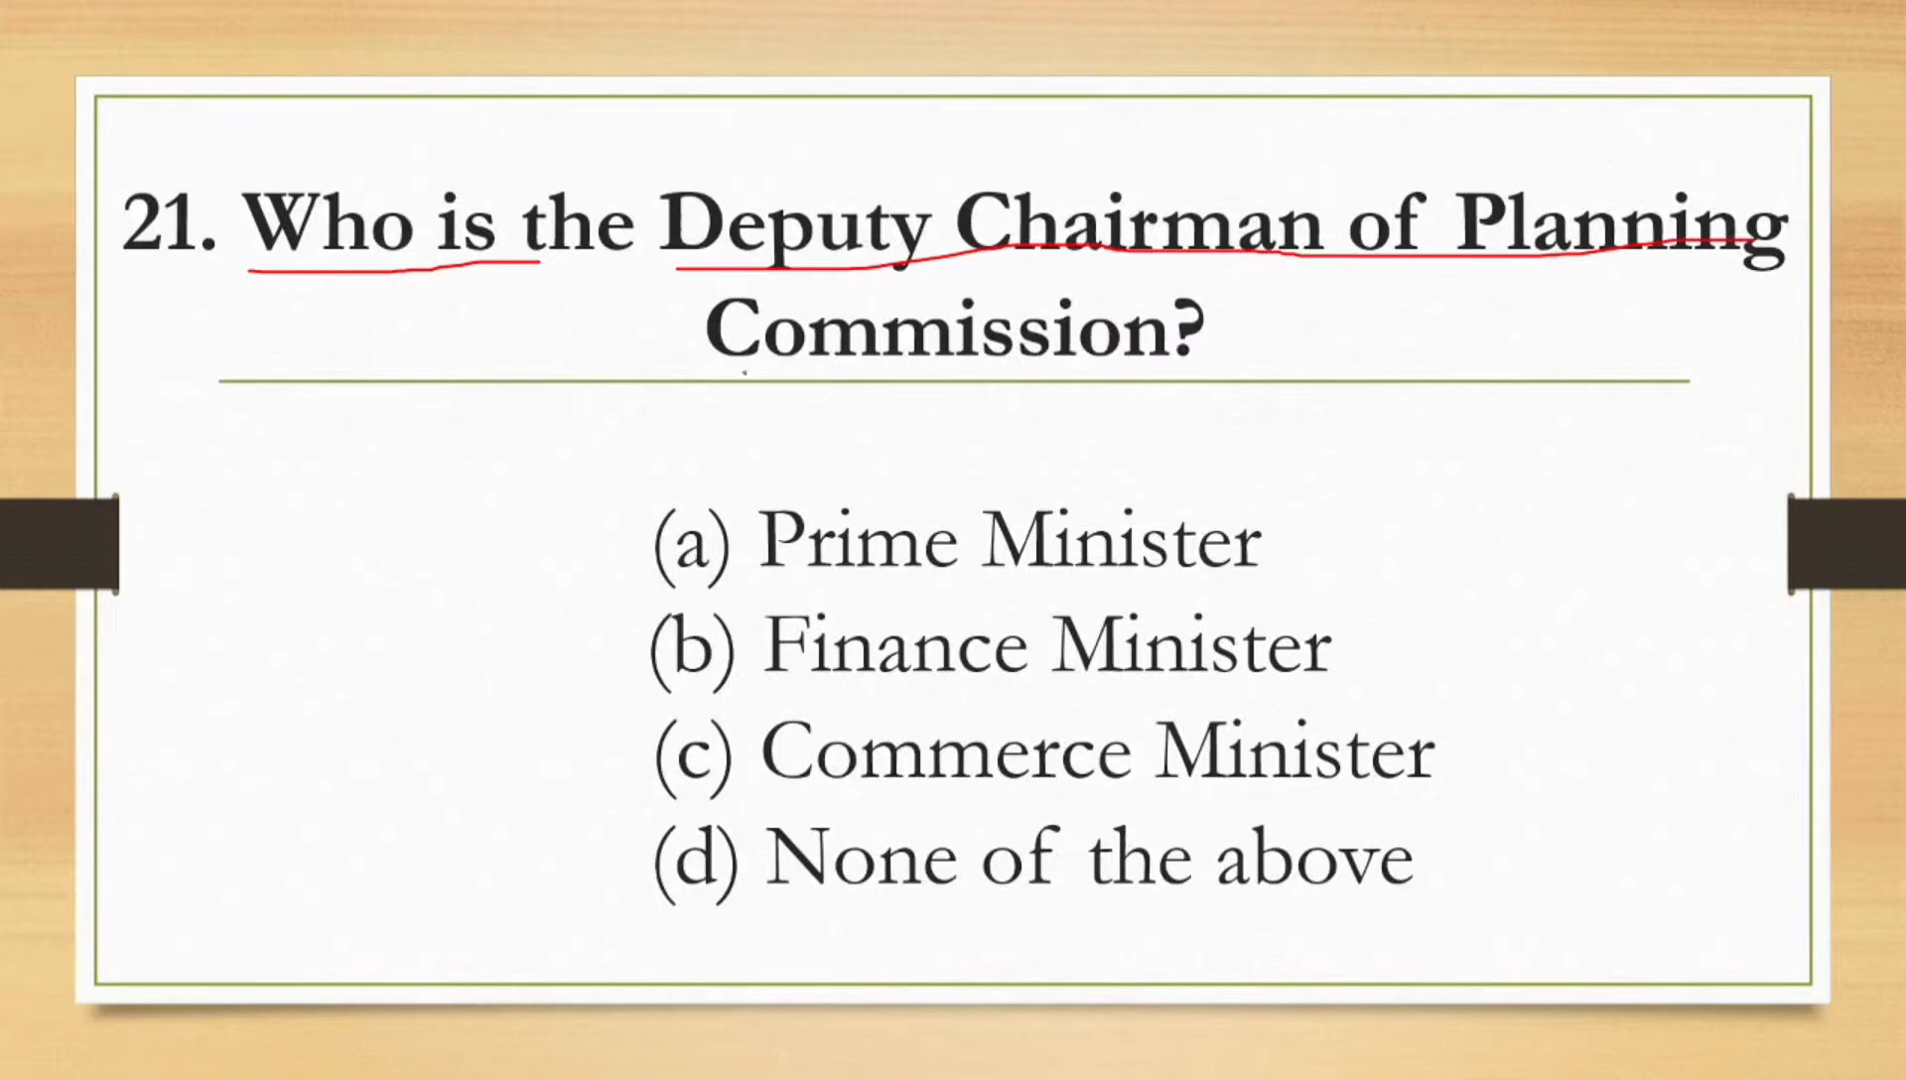 21. Who is the Deputy Chairman of Planning
Commission?
(a) Prime Minister
(b) Finance Minister
(c) Commerce Minister
(d) None of the above